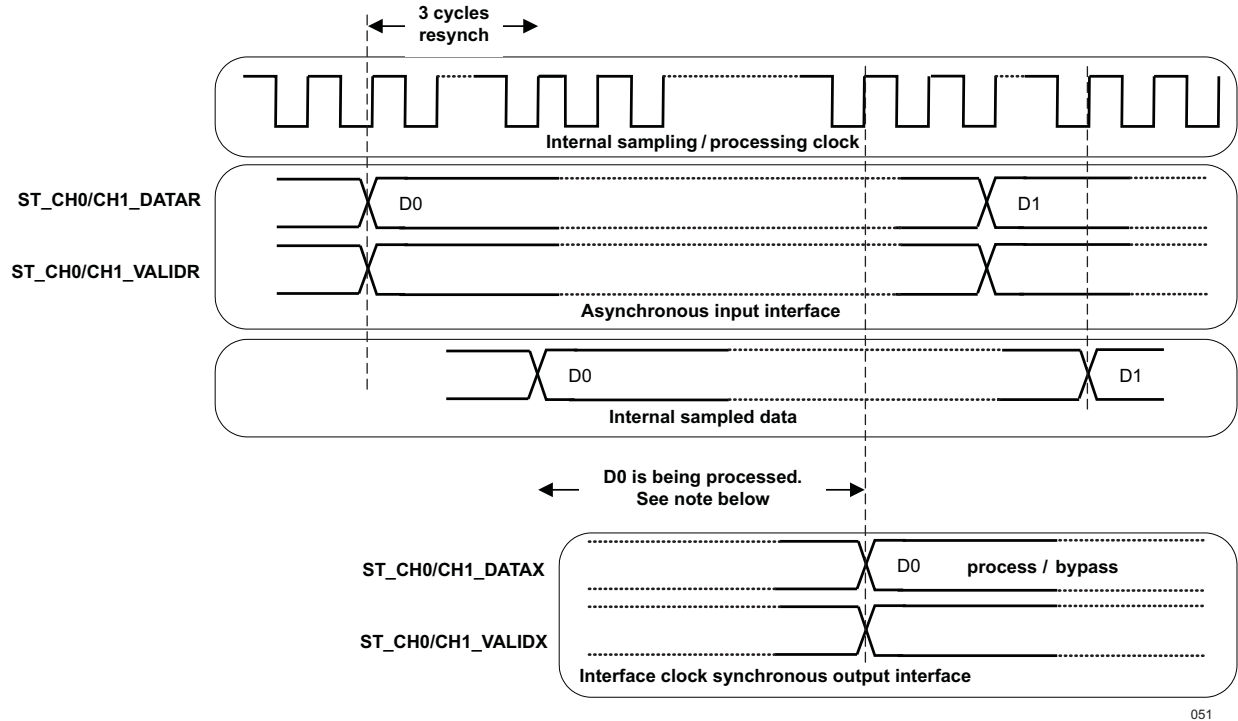 3 cycles
resynch
Internal sampling / processing clock
ST_CH0/CH1_DATAR
D0
D1
ST_CH0/CH1_VALIDR
Asynchronous input interface
D0
D1
Internal sampled data
D0 is being processed.
See note below
ST_CH0/CH1_DATAX
D0
process / bypass
ST_CH0/CH1_VALIDX
Interface clock synchronous output interface
051